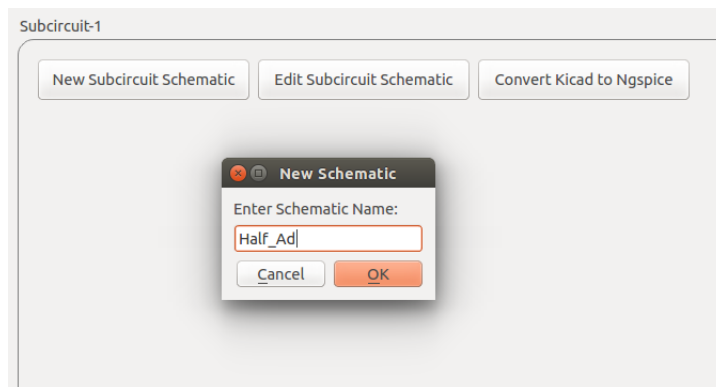 Subcircuit-1
New Subcircuit Schematic Edit Subcircuit Schematic Convert Kicad to Ngspice
New Schematic
Enter Schematic Name:
Half_Ad
Cancel OK